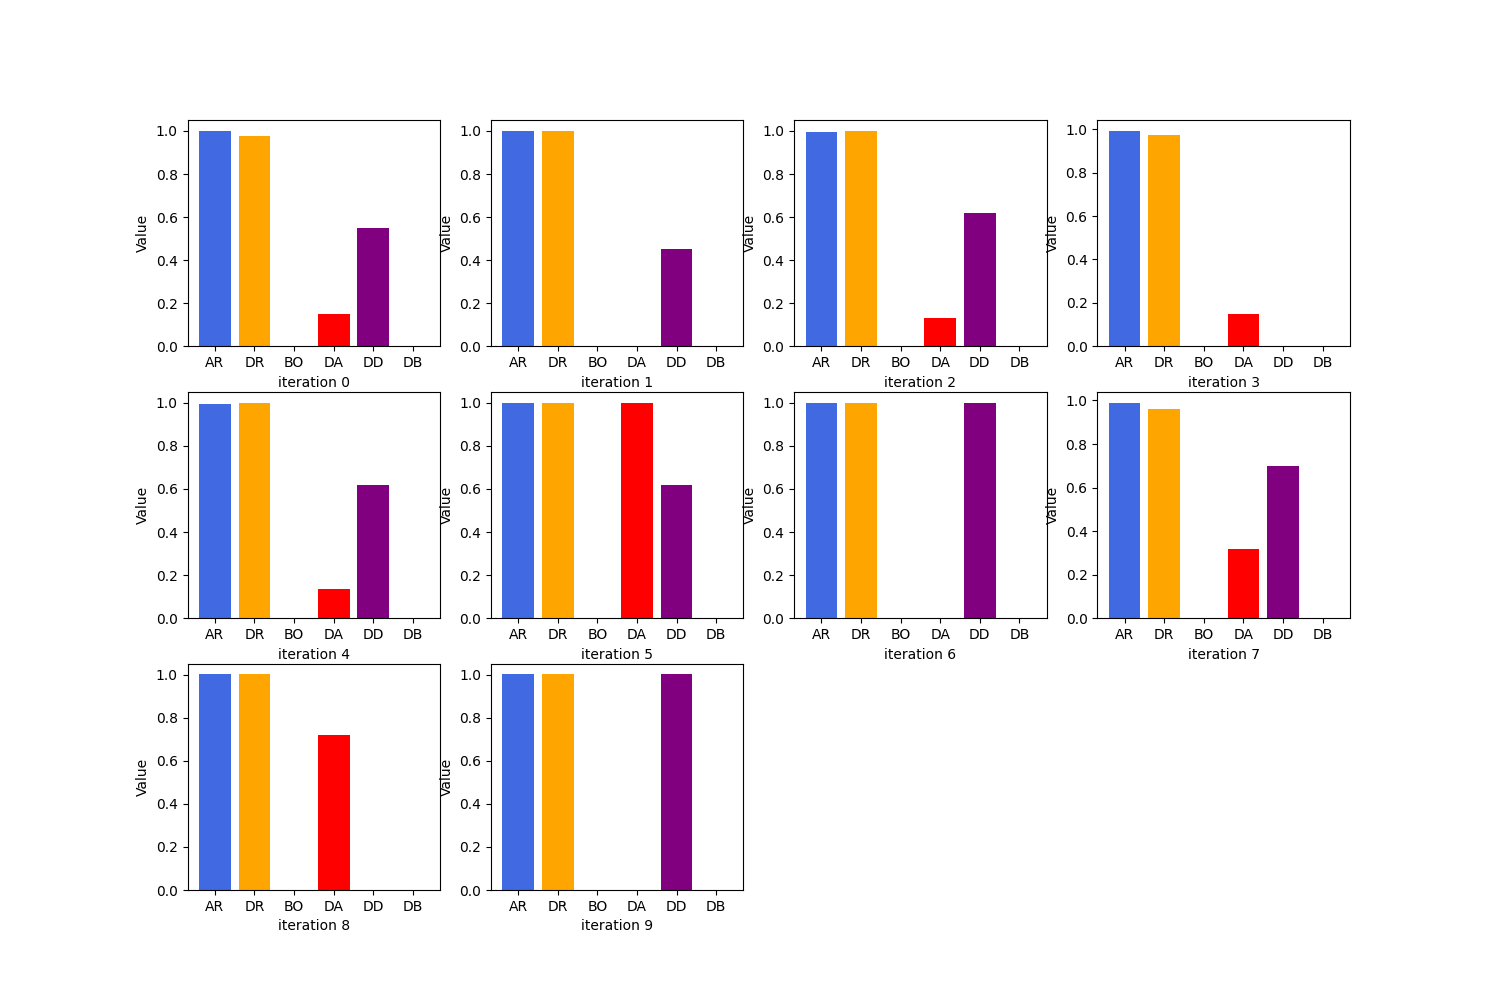 1.0 1.0 1.0 1.0
0.8 0.8 0.8 0.8
0.6 0.6 0.6 0.6
Value Value Value Value
0.4 0.4 0.4 0.4
0.2 0.2 0.2 0.2
0.0 0.0 0.0 0.0
AR DR BO DA DD DB AR DR BO DA DD DB AR DR BO DA DD DB AR DR BO DA DD DB
iteration 0 iteration 1 iteration 2 iteration 3
1.0 1.0 1.0 1.0
0.8 0.8 0.8 0.8
0.6 0.6 0.6 0.6
Value Value Value Value
0.4 0.4 0.4 0.4
0.2 0.2 0.2 0.2
0.0 0.0 0.0 0.0
AR DR BO DA DD DB AR DR BO DA DD DB AR DR BO DA DD DB AR DR BO DA DD DB
iteration 4 iteration 5 iteration 6 iteration 7
1.0 1.0
0.8 0.8
0.6 0.6
Value Value
0.4 0.4
0.2 0.2
0.0 0.0
AR DR BO DA DD DB AR DR BO DA DD DB
iteration 8 iteration 9